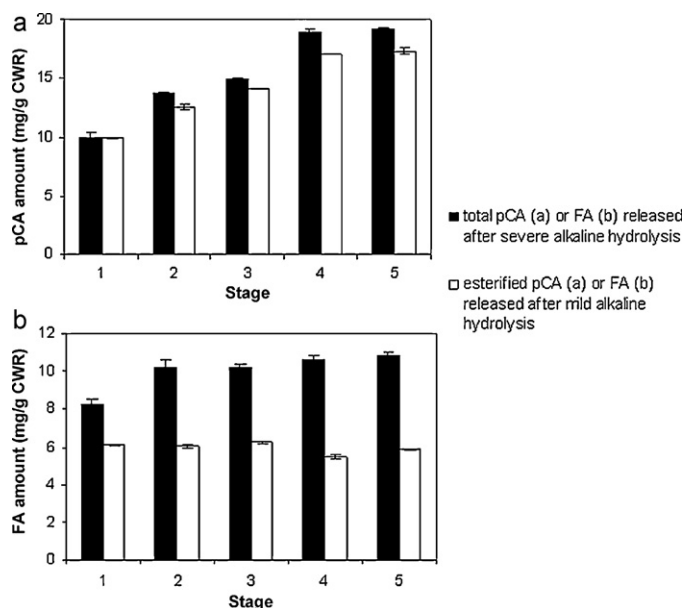 a
20
15
10
5
0
pCA amount (mg/g CWR)
1 2 3 4 5
Stage
total pCA (a) or FA (b) released
after severe alkaline hydrolysis
esterified pCA (a) or FA (b)
released after mild alkaline
hydrolysis
b
12
10
8
6
4
2
0
FA amount (mg/g CWR)
1 2 3 4 5
Stage